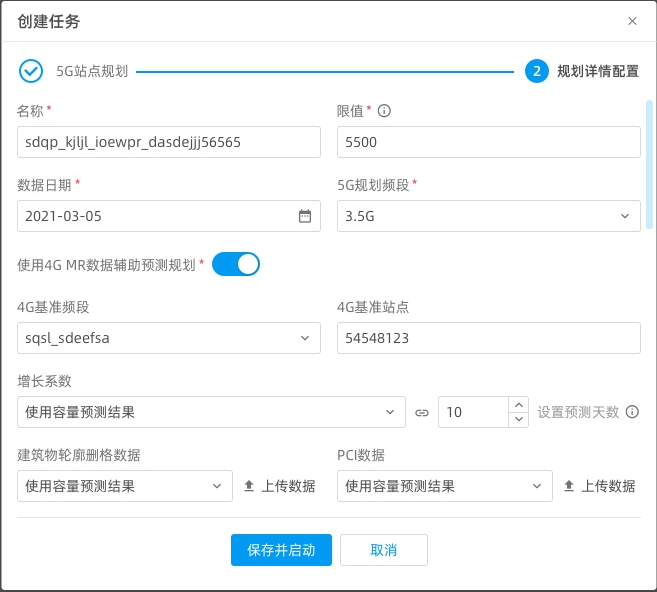 创建任务
5G站点规划
2 规划详情配置
名称* 限值*
sdqp_kjljl_ioewpr_dasdejjj56565 5500
数据日期* 5G规划频段*
2021-03-05 3.5G
使用4G MR数据辅助预测规划*
4G基准频段 4G基准站点
sqsl_sdeefsa 54548123
增长系数
使用容量预测结果 10 设置预测天数
建筑物轮廓删格数据 PCI数据
使用容量预测结果 上传数据 使用容量预测结果 上传数据
保存并启动 取消